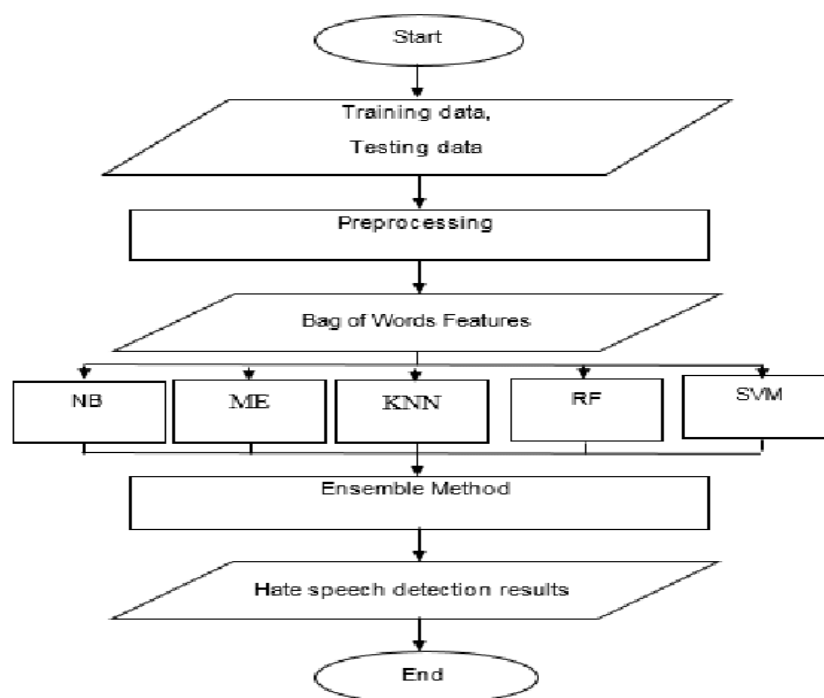 Start
Training data,
Testing data
Preprocessing
Bag of Words Features
NB
ME
KNN
RF
SVM
Ensemble Method
Hate speech detection results
End